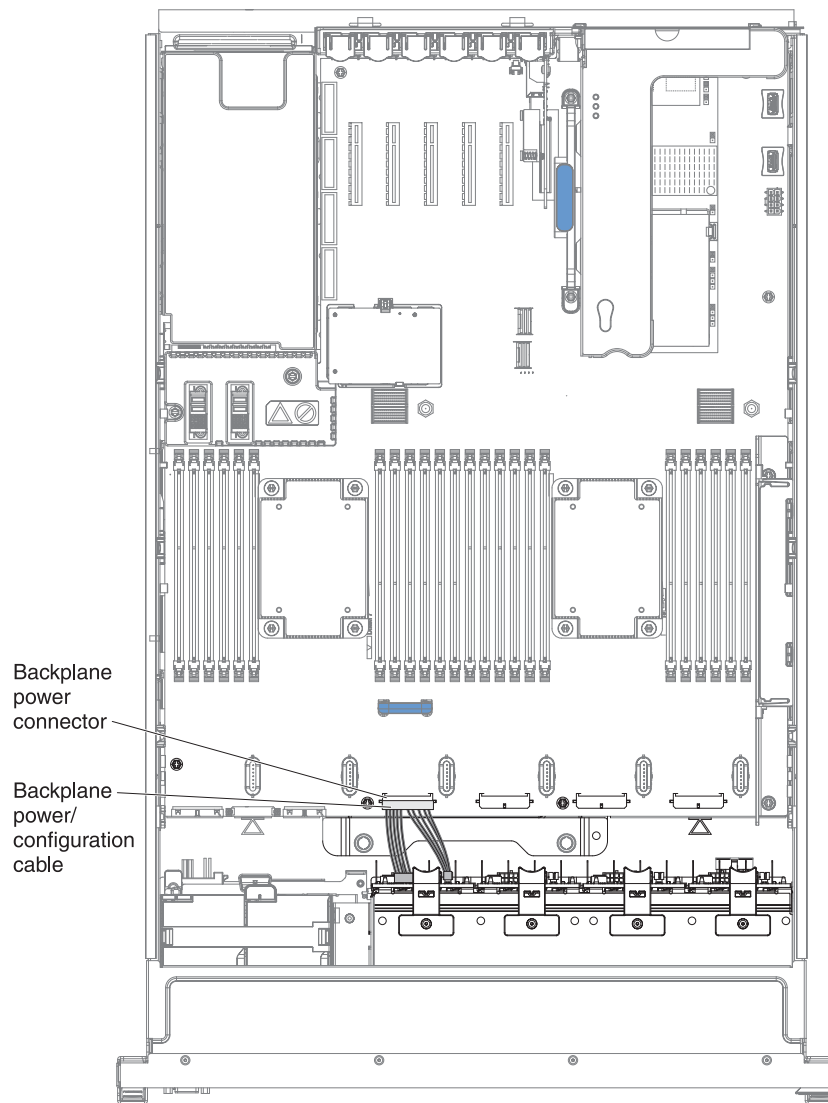 Backplane
power
connector
Backplane
power/
configuration
cable